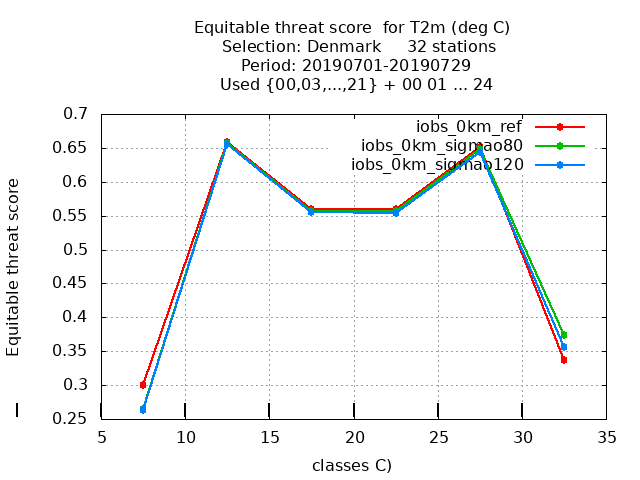 Equitable threat score  for T2m (deg C)
Selection: Denmark     32 stations
Period: 20190701-20190729
Used {00,03,...,21} + 00 01 ... 24
iobs_0km_ref
iobs_0km_sigmao80
iobs_0km_sigmao120
Equitable threat score
0.7
0.65
0.6
0.55
0.5
0.45
0.4
0.35
0.3
0.25
5
10
15
20
25
30
35
classes C)